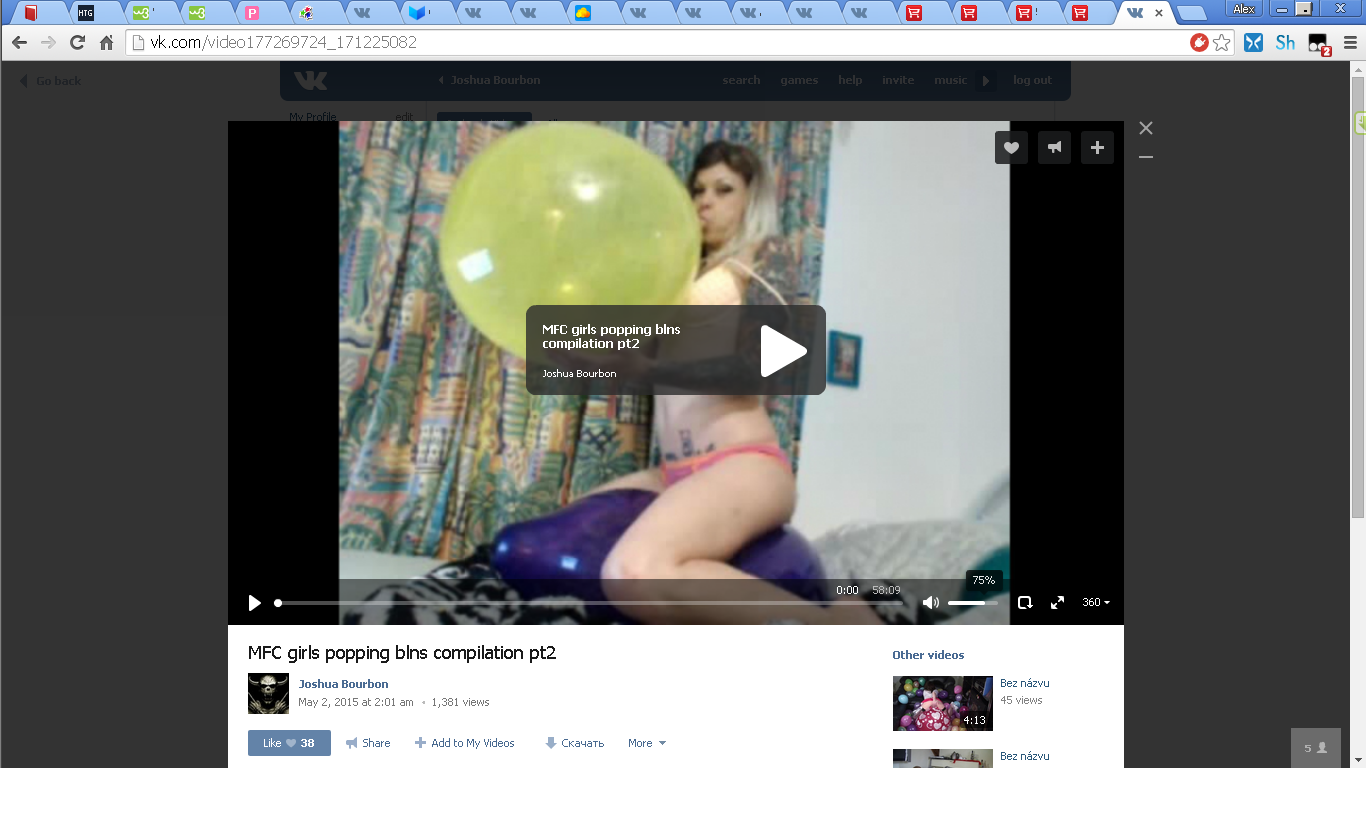 HTG
Alex
vk.com/video177269724_171225082
Sh
2
Go back
Joshua Bourbon
search
games
help
invite
music
log out
My Profile
edit
MFC girls popping blns
compilation pt2
Joshua Bourbon
75%
0:00
58:09
360
MFC girls popping blns compilation pt2
Joshua Bourbon
May 2, 2015 at 2:01 am • 1,381 views
Like 38
Share
Add to My Videos
Скачать
More
Other videos
4:13
Bez názvu
45 views
Bez názvu
5